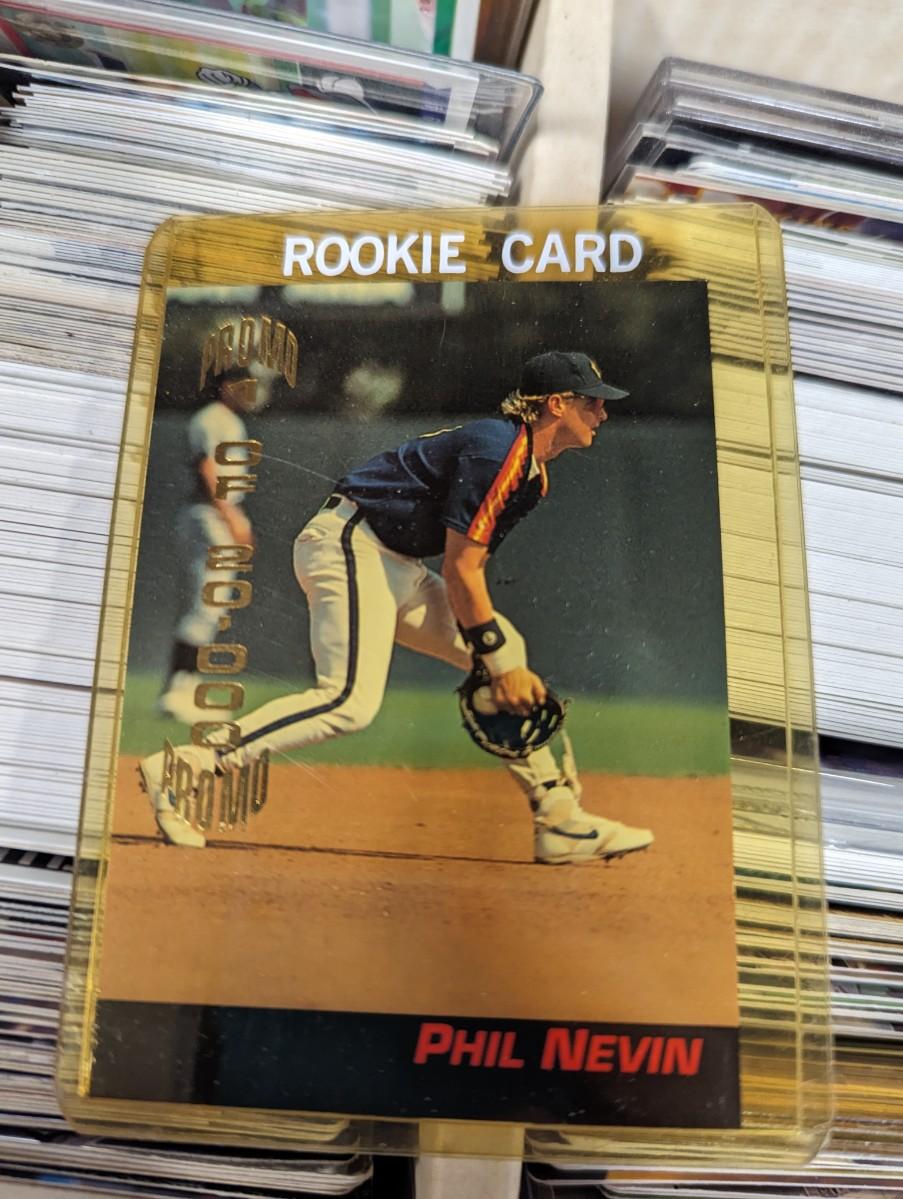 ROOKIE CARD
PROMO
1
OF
20,000
PROMO
PHIL NEVIN